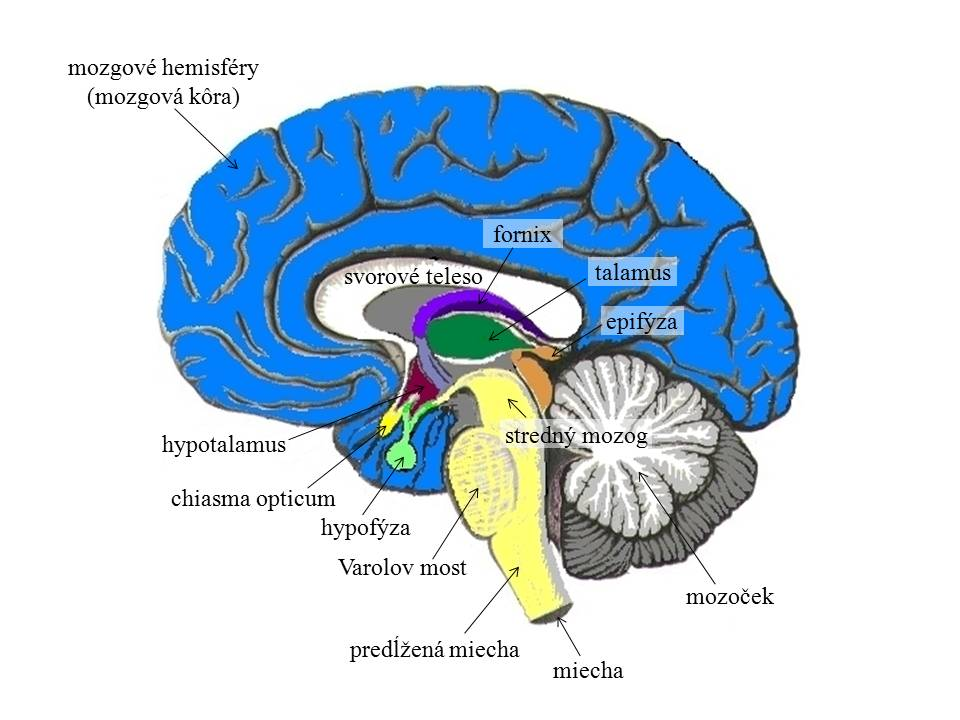 mozgové hemisféry
(mozgová kôra)
fornix
svorové teleso
talamus
epifýza
stredný mozog
hypotalamus
chiasma opticum
hypofýza
Varolov most
mozoček
predĺžená miecha
miecha